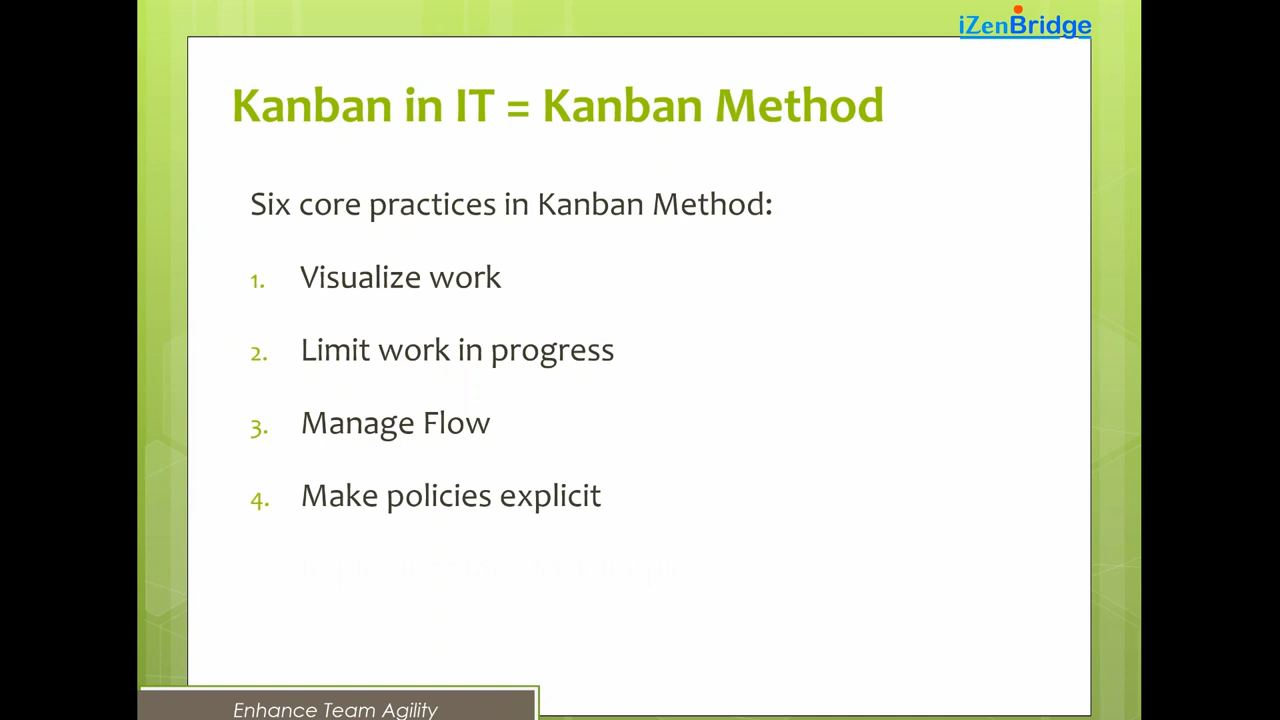 iZenBridge
Kanban in IT = Kanban Method
Six core practices in Kanban Method:
1. Visualize work
2. Limit work in progress
3. Manage Flow
4. Make policies explicit
Enhance Team Agility